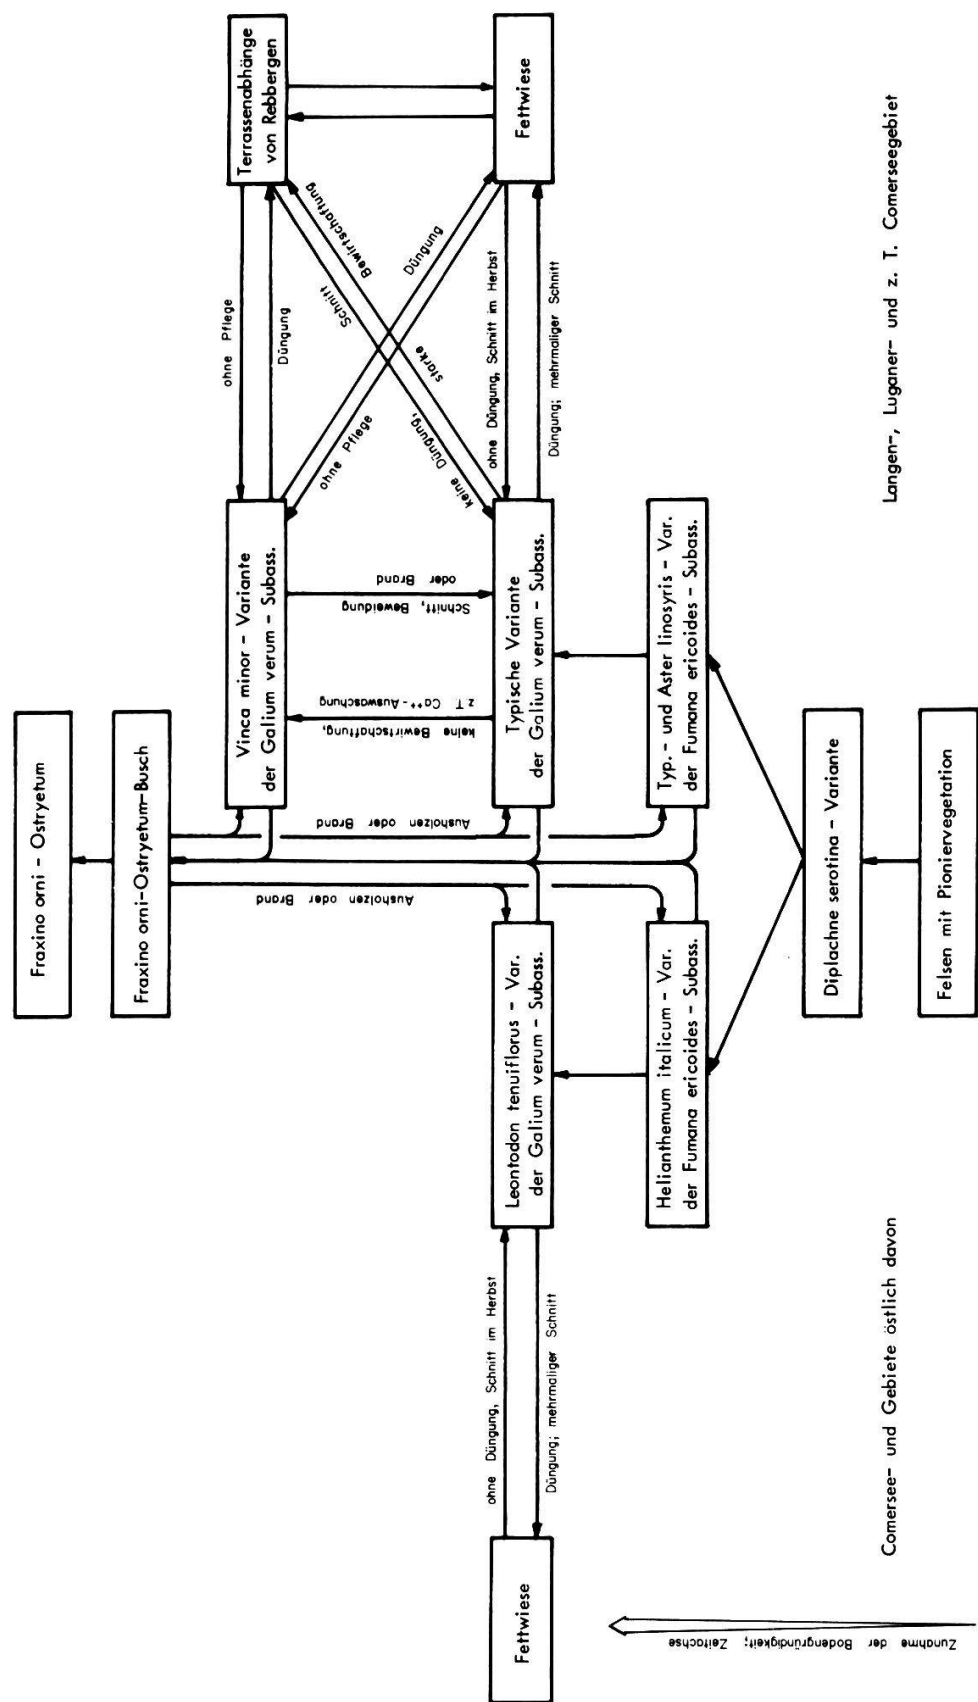 Fraxino orni - Ostryetum
Fraxino orni-Ostryetum-Busch
Ausholzen oder Brand
Ausholzen oder Brand
Vinca minor - Variante
der Galium verum - Subass.
ohne Pflege
Düngung
Terrassenabhänge
von Rebbergen
keine Bewirtschaftung,
z.T. Ca++-Auswaschung
Schnitt, Beweidung
oder Brand
keine Düngung,
Schnitt
starke
Bewirtschaftung
ohne Pflege
Düngung
Fettwiese
ohne Düngung, Schnitt im Herbst
Düngung; mehrmaliger Schnitt
Leontodon tenuiflorus - Var.
der Galium verum - Subass.
Typische Variante
der Galium verum - Subass.
ohne Düngung, Schnitt im Herbst
Düngung; mehrmaliger Schnitt
Fettwiese
Helianthemum italicum - Var.
der Fumana ericoides - Subass.
Typ.- und Aster linosyris - Var.
der Fumana ericoides - Subass.
Diplachne serotina - Variante
Felsen mit Pioniervegetation
Zunahme der Bodengründigkeit; Zeitachse
Comersee- und Gebiete östlich davon
Langen-, Luganer- und z. T. Comerseegebiet